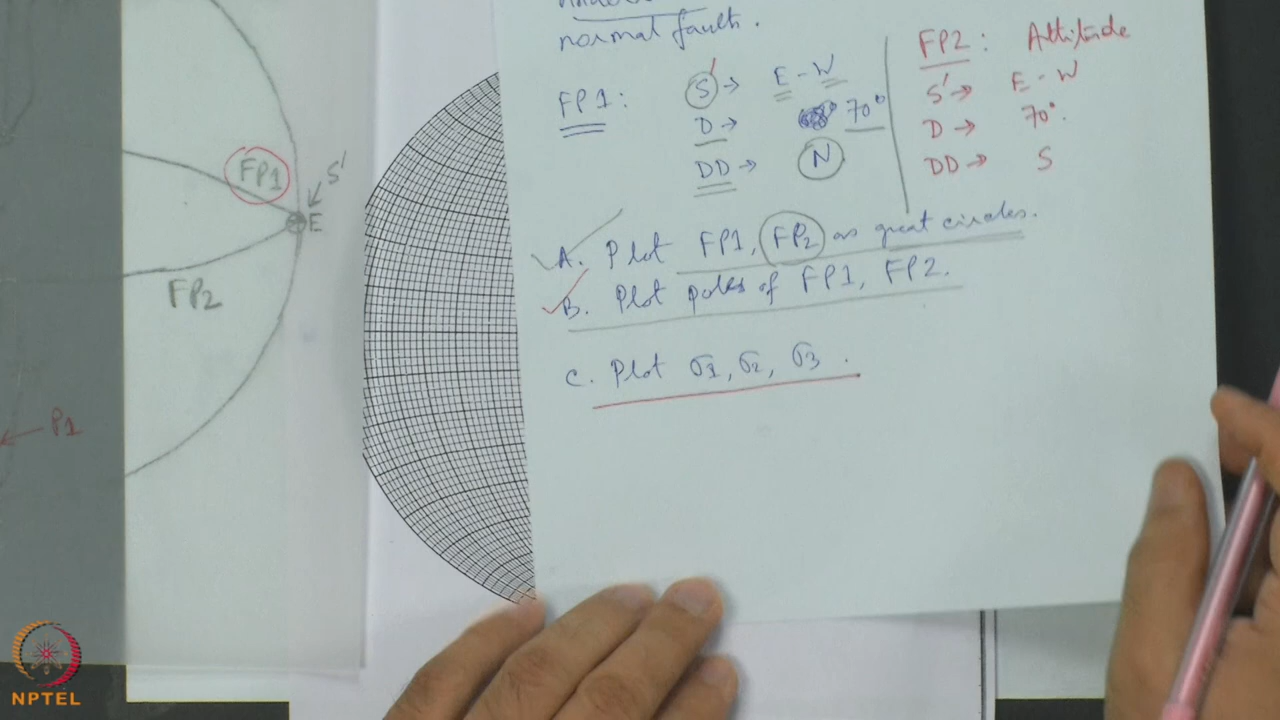 normal fault.
FP1: S' → E-W
D → 70°
DD → N
FP2: Attitude
S' → E-W
D → 70°.
DD → S
A. Plot FP1, FP2 as great circles.
B. Plot poles of FP1, FP2.
C. Plot σ1, σ2, σ3.
FP1
S'
E
FP2
P1
NPTEL